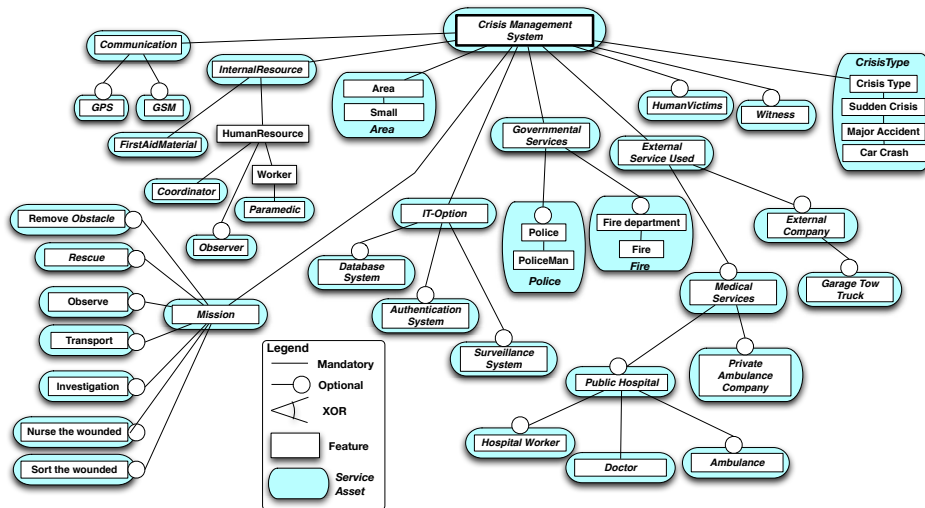 Crisis Management
System
Communication
GPS
GSM
InternalResource
FirstAidMaterial
HumanResource
Coordinator
Worker
Paramedic
Observer
Area
Small
Area
Governmental
Services
Police
PoliceMan
Police
Fire department
Fire
Fire
HumanVictims
Witness
CrisisType
Crisis Type
Sudden Crisis
Major Accident
Car Crash
External
Service Used
External
Company
Garage Tow
Truck
Medical
Services
Private
Ambulance
Company
Public Hospital
Hospital Worker
Doctor
Ambulance
IT-Option
Database
System
Authentication
System
Surveillance
System
Mission
Remove Obstacle
Rescue
Observe
Transport
Investigation
Nurse the wounded
Sort the wounded
Legend
Mandatory
Optional
XOR
Feature
Service
Asset